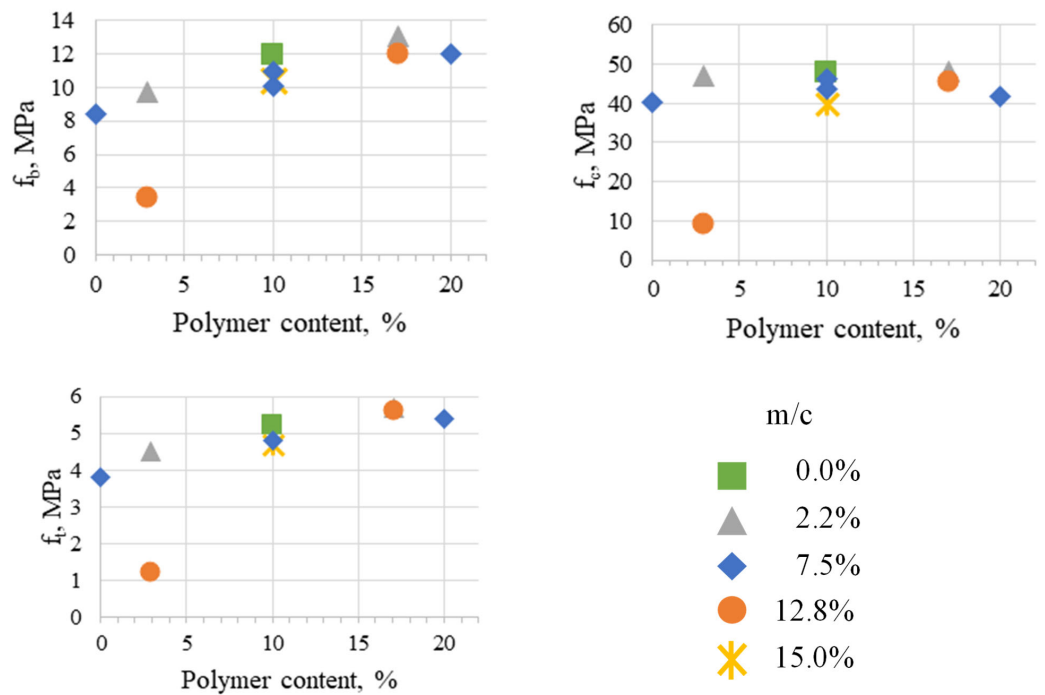 14
12
10
8
6
4
2
0
f_b, MPa
0 5 10 15 20
Polymer content, %
60
50
40
30
20
10
0
f_c, MPa
0 5 10 15 20
Polymer content, %
6
5
4
3
2
1
0
f_t, MPa
0 5 10 15 20
Polymer content, %
m/c
0.0%
2.2%
7.5%
12.8%
15.0%